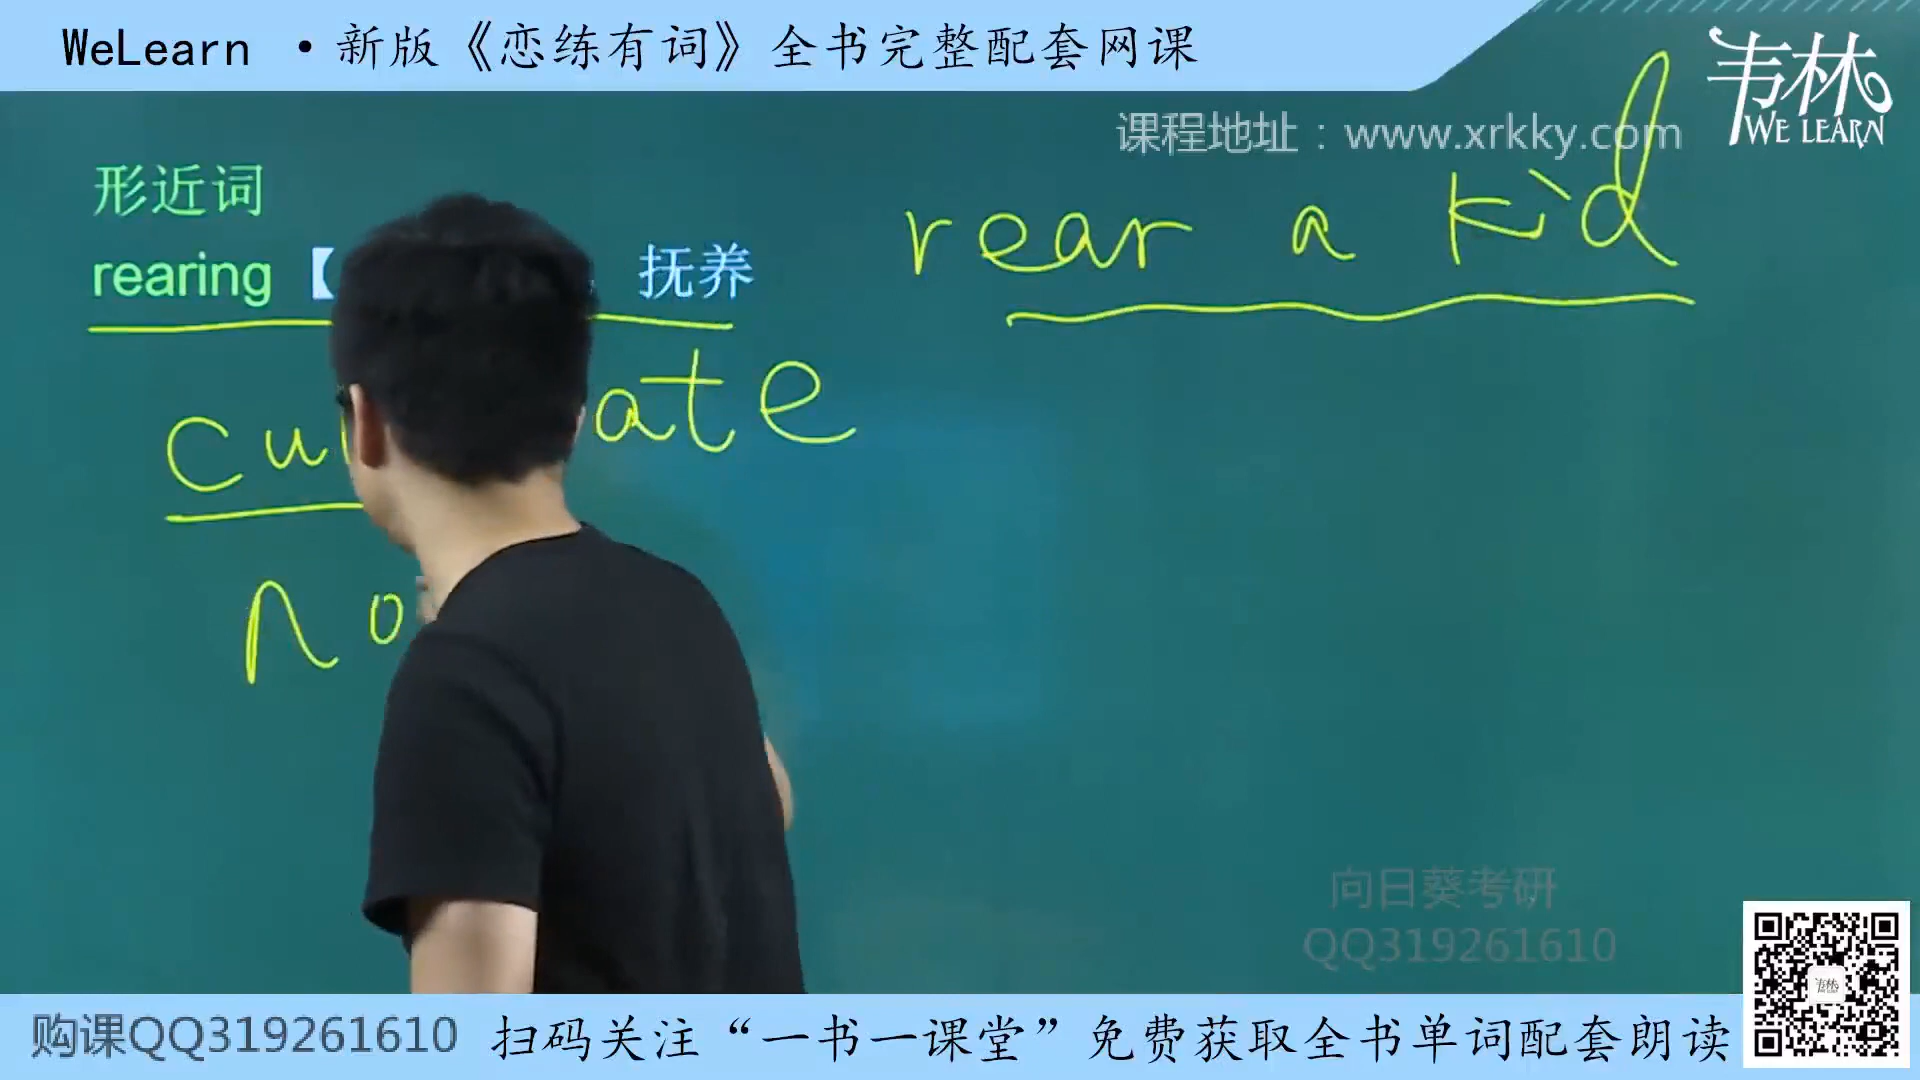 WeLearn ·新版《恋练有词》全书完整配套网课
韦林
WE LEARN
课程地址：www.xrkky.com
形近词
rearing【 抚养
rear a kid
向日葵考研
QQ319261610
购课QQ319261610
扫码关注“一书一课堂”免费获取全书单词配套朗读